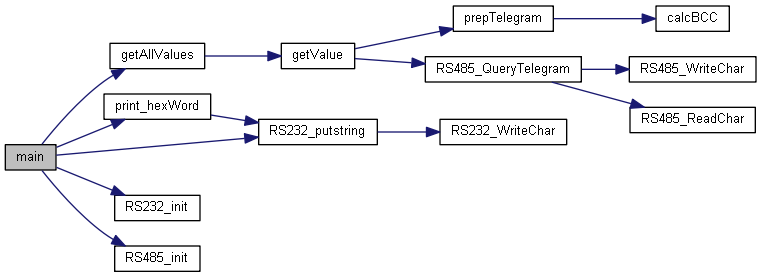 prepTelegram
calcBCC
getAllValues
getValue
RS485_QueryTelegram
RS485_WriteChar
print_hexWord
RS485_ReadChar
RS232_putstring
RS232_WriteChar
main
RS232_init
RS485_init